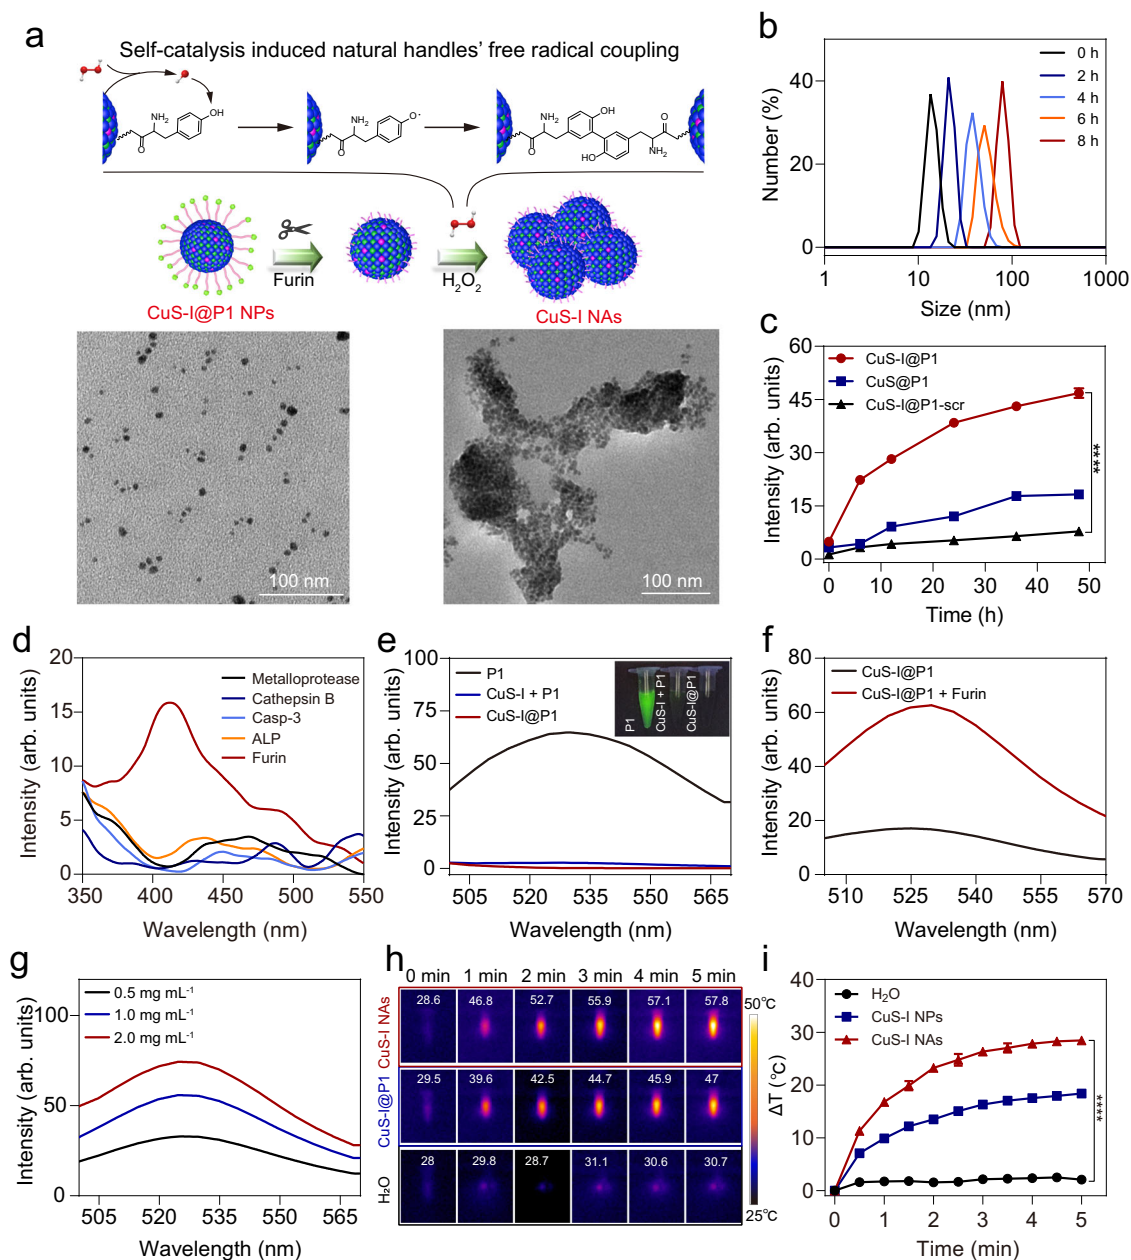 a
Self-catalysis induced natural handles' free radical coupling
NH₂
OH
O
NH₂
O·
O
NH₂
OH
O
O
HO
NH₂
Furin
H₂O₂
CuS-I@P1 NPs
CuS-I NAs
100 nm
100 nm
b
Number (%)
40
20
0
0 h
2 h
4 h
6 h
8 h
1
10
100
1000
Size (nm)
c
Intensity (arb. units)
60
45
30
15
0
CuS-I@P1
CuS@P1
CuS-I@P1-scr
****
0 10 20 30 40 50
Time (h)
d
Intensity (arb. units)
20
15
10
5
0
Metalloprotease
Cathepsin B
Casp-3
ALP
Furin
350 400 450 500 550
Wavelength (nm)
e
Intensity (arb. units)
100
75
50
25
0
P1
CuS-I + P1
CuS-I@P1
P1
CuS-I + P1
CuS-I@P1
505 520 535 550 565
Wavelength (nm)
f
Intensity (arb. units)
80
60
40
20
0
CuS-I@P1
CuS-I@P1 + Furin
510 525 540 555 570
Wavelength (nm)
g
Intensity (arb. units)
100
50
0
0.5 mg mL⁻¹
1.0 mg mL⁻¹
2.0 mg mL⁻¹
505 520 535 550 565
Wavelength (nm)
h
0 min 1 min 2 min 3 min 4 min 5 min
CuS-I NAs
28.6 46.8 52.7 55.9 57.1 57.8
CuS-I@P1
29.5 39.6 42.5 44.7 45.9 47
H₂O
28 29.8 28.7 31.1 30.6 30.7
50°C
25°C
i
ΔT (°C)
40
30
20
10
0
H₂O
CuS-I NPs
CuS-I NAs
****
0 1 2 3 4 5
Time (min)